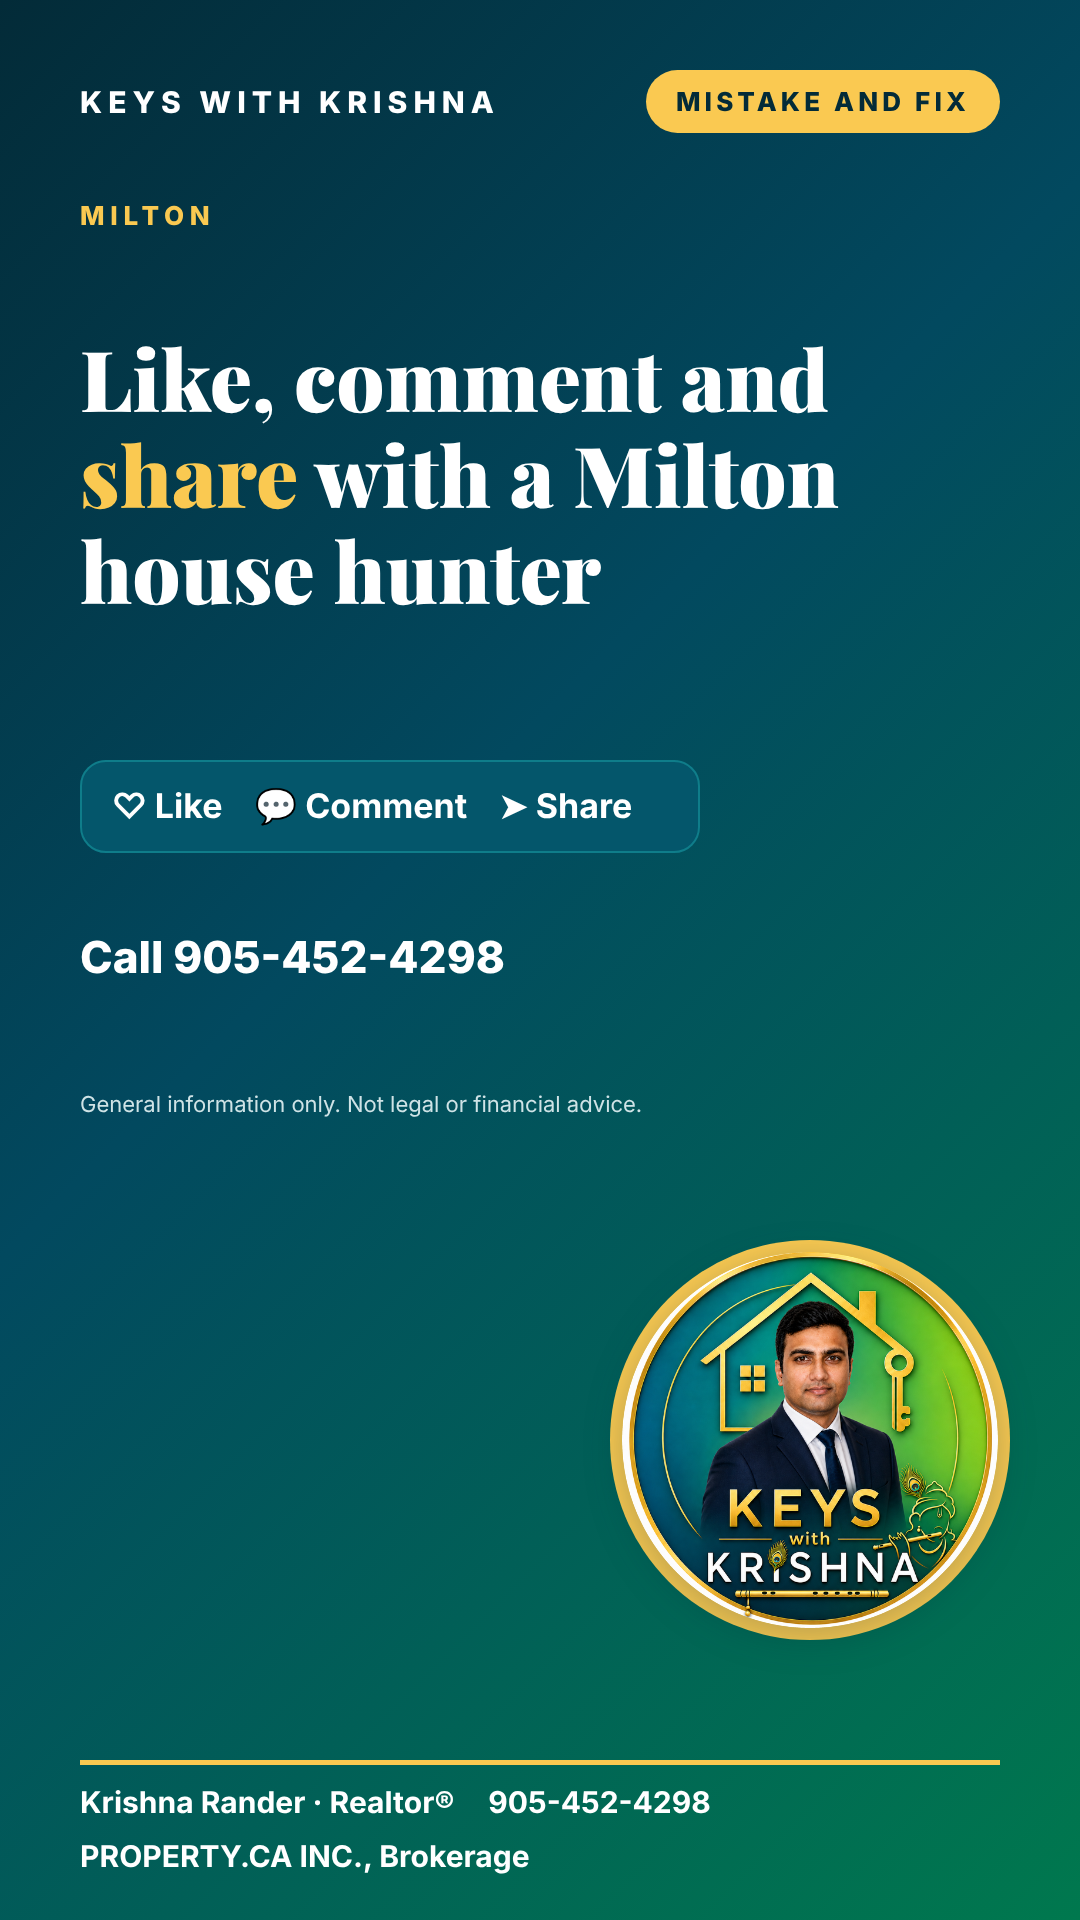 KEYS WITH KRISHNA
MISTAKE AND FIX
MILTON
Like, comment and
share with a Milton
house hunter
♡ Like 💬 Comment ➤ Share
Call 905-452-4298
General information only. Not legal or financial advice.
KEYS
with
KRISHNA
Krishna Rander · Realtor® 905-452-4298
PROPERTY.CA INC., Brokerage